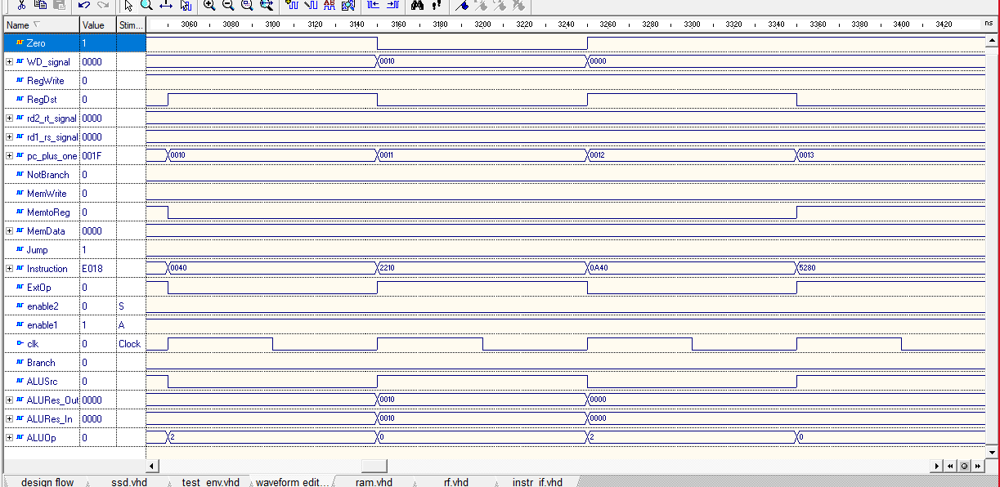 Name Value Stim... 3060 3080 3100 3120 3140 3160 3180 3200 3220 3240 3260 3280 3300 3320 3340 3360 3380 3400 3420 ns
Zero 1
WD_signal 0000 0010 0000
RegWrite 0
RegDst 0
rd2_rt_signal 0000
rd1_rs_signal 0000
pc_plus_one 001F 0010 0011 0012 0013
NotBranch 0
MemWrite 0
MemtoReg 0
MemData 0000
Jump 1
Instruction E018 0040 2210 0A40 5280
ExtOp 0
enable2 0 S
enable1 1 A
clk 0 Clock
Branch 0
ALUSrc 0
ALURes_Out 0000 0010 0000
ALURes_In 0000 0010 0000
ALUOp 0 2 0 2 0
design flow ssd.vhd test_env.vhd waveform edit... ram.vhd rf.vhd instr_if.vhd